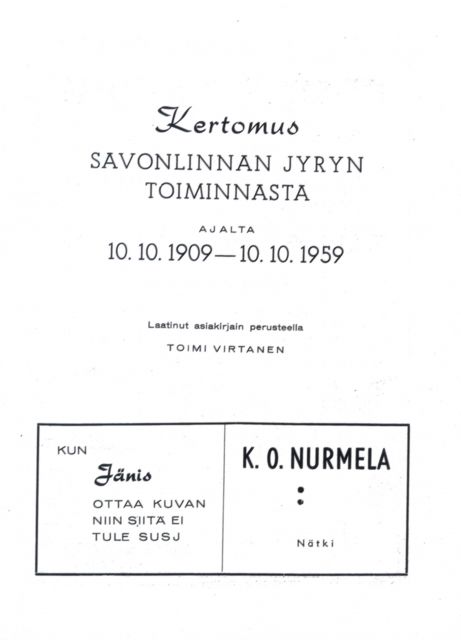 Kertomus
SAVONLINNAN JYRYN
TOIMINNASTA
AJALTA
10.10.1909—10.10.1959
Laatinut asiakirjain perusteella
TOIMI VIRTANEN
KUN
Jänis
OTTAA KUVAN
NIIN SIITÄ EI
TULE SUSJ
K. O. NURMELA
:
Nätki